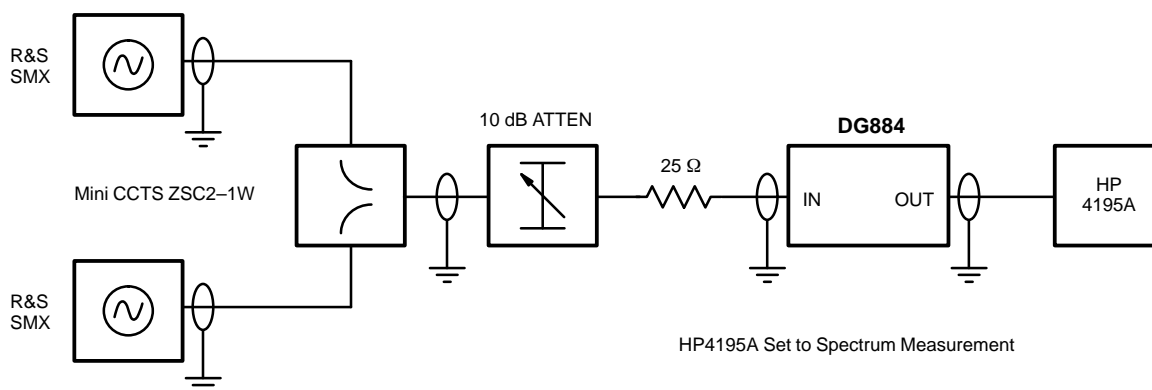 R&S
SMX
10 dB ATTEN
DG884
25 Ω
Mini CCTS ZSC2–1W
IN
OUT
HP
4195A
R&S
SMX
HP4195A Set to Spectrum Measurement